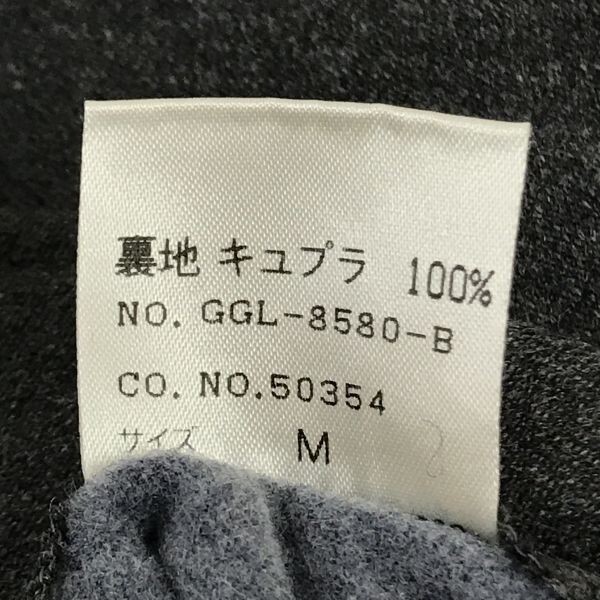 裏地 キュプラ 100%
NO. GGL-8580-B
CO. NO.50354
サイズ M